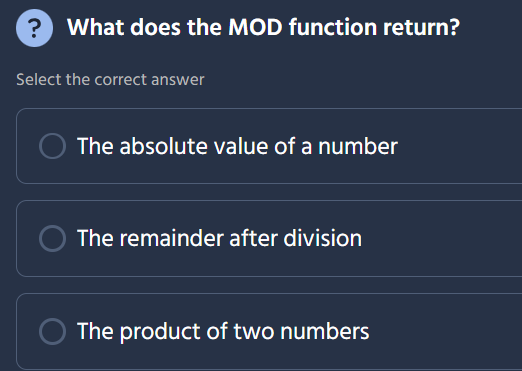 ? What does the MOD function return?
Select the correct answer
The absolute value of a number
The remainder after division
The product of two numbers